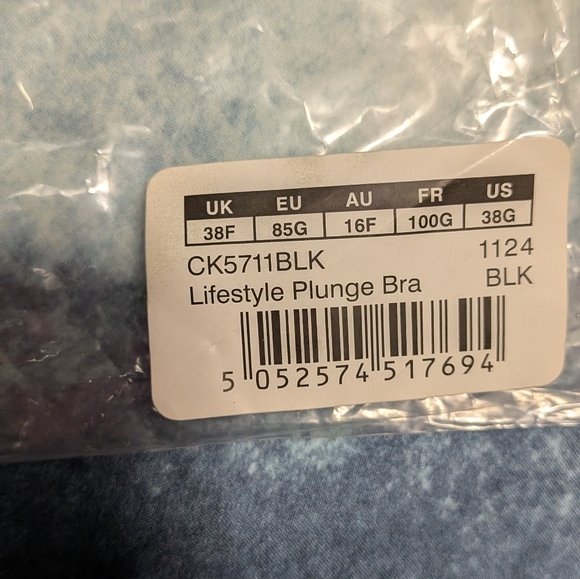 UK EU AU FR US
38F 85G 16F 100G 38G
CK5711BLK 1124
Lifestyle Plunge Bra BLK
5 052574 517694